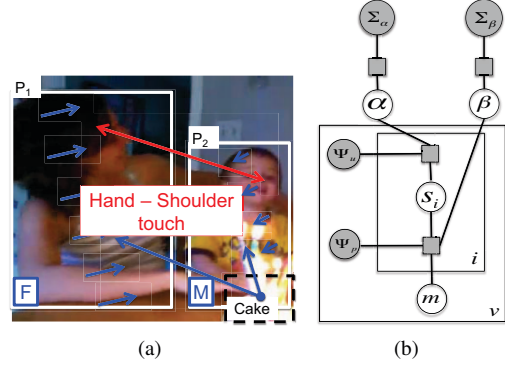 P₁
P₂
Hand – Shoulder
touch
F
M
Cake
(a)
Σα
Σβ
α
β
Ψu
sᵢ
Ψp
i
m
v
(b)